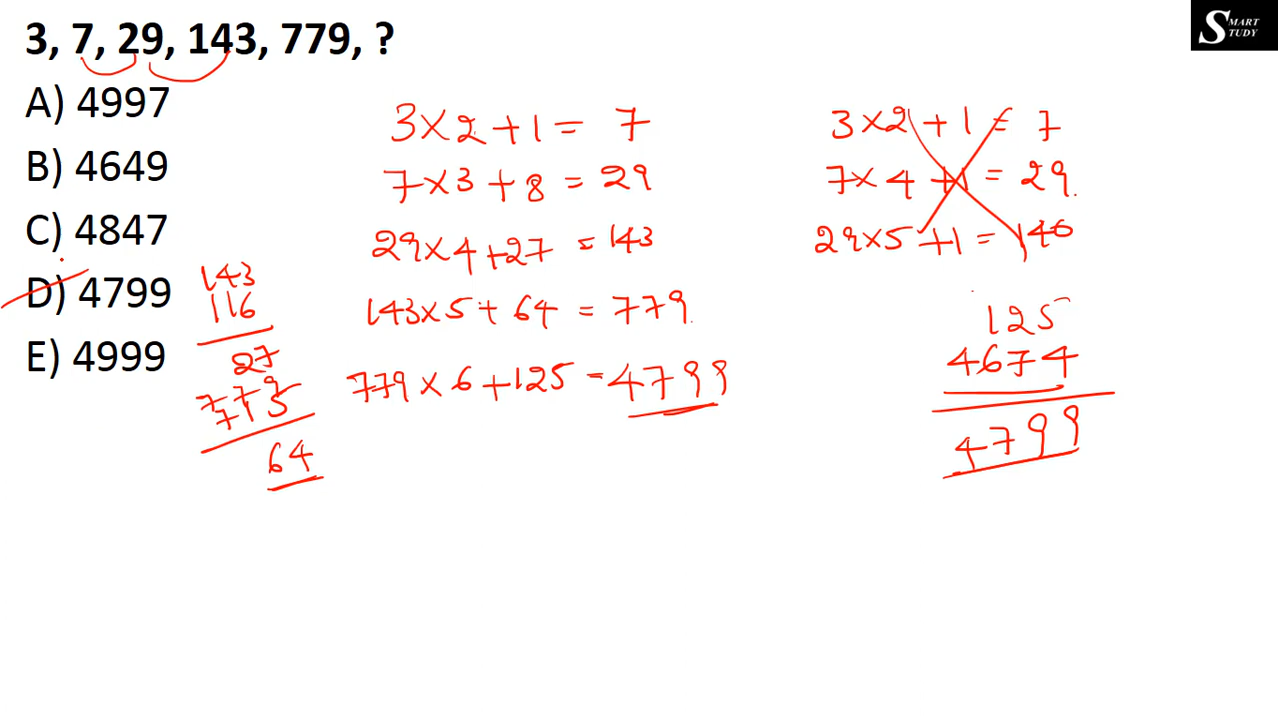 3, 7, 29, 143, 779, ?
SMART
STUDY
A) 4997
B) 4649
C) 4847
D) 4799
E) 4999
143
116
27
779
715
64
3×2+1= 7
7×3+8 = 29
29×4+27 =143
143×5+64 = 779
779×6+125 =4799
3×2+1= 7
7×4+1 = 29
29×5+1= 146
125
4674
4799